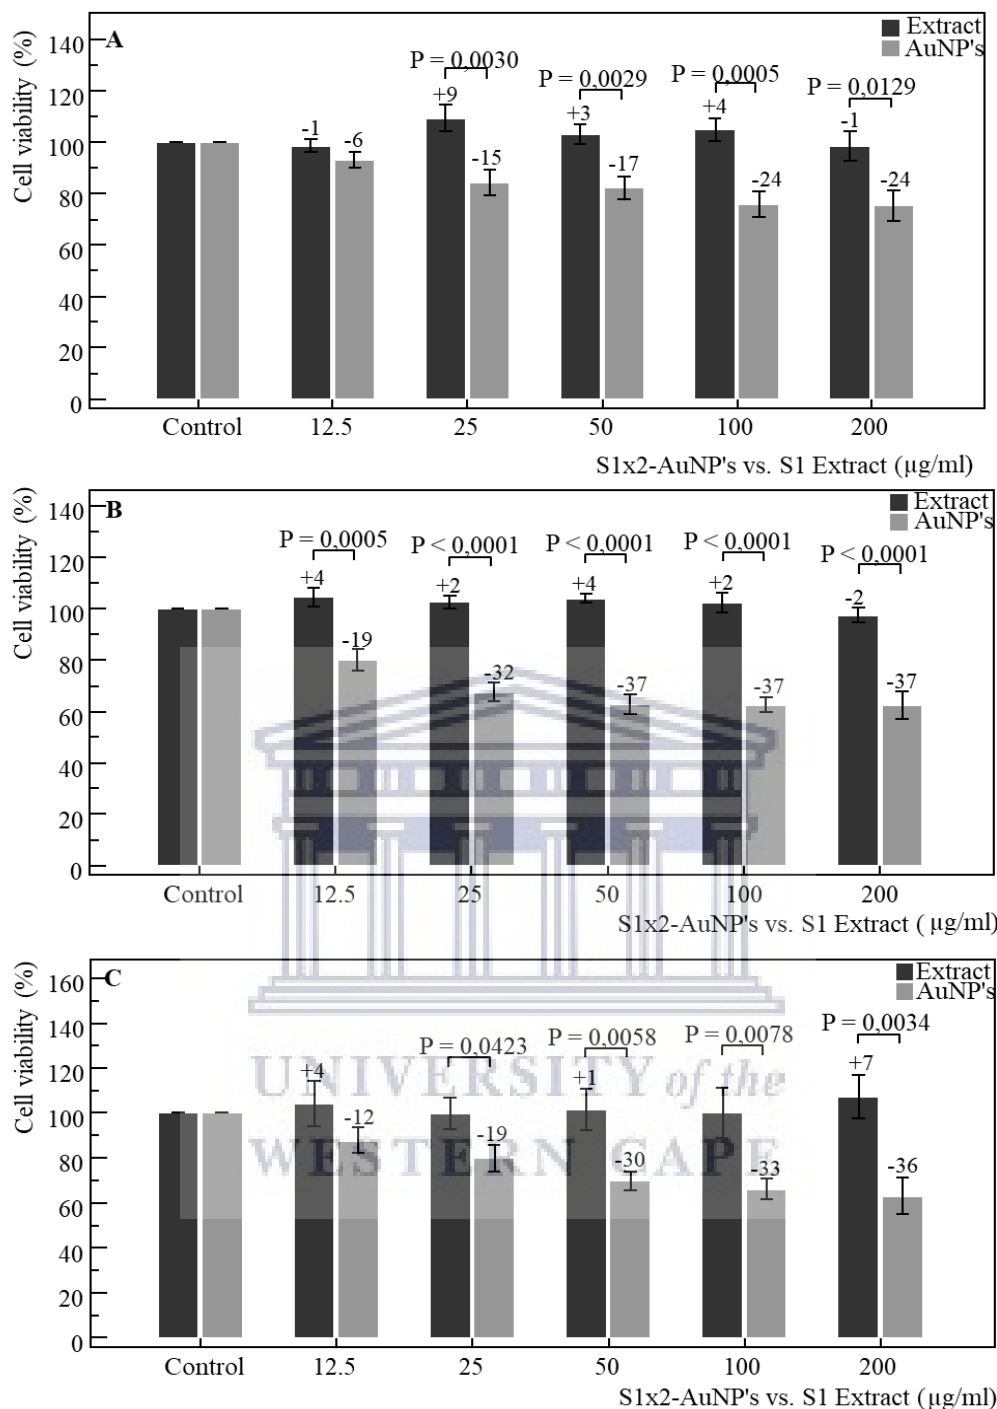 A
Extract
AuNP's
Cell viability (%)
140
120
100
80
60
40
20
0
P = 0,0030
P = 0,0029
P = 0,0005
P = 0,0129
-1
-6
+9
-15
+3
-17
+4
-24
-1
-24
Control 12.5 25 50 100 200
S1x2-AuNP's vs. S1 Extract (µg/ml)
B
Extract
AuNP's
Cell viability (%)
140
120
100
80
60
40
20
0
P = 0,0005
P < 0,0001
P < 0,0001
P < 0,0001
P < 0,0001
+4
-19
+2
-32
+4
-37
+2
-37
-2
-37
Control 12.5 25 50 100 200
S1x2-AuNP's vs. S1 Extract ( µg/ml)
C
Extract
AuNP's
Cell viability (%)
160
140
120
100
80
60
40
20
0
P = 0,0423
P = 0,0058
P = 0,0078
P = 0,0034
+4
-12
-19
+1
-30
-33
+7
-36
UNIVERSITY of the
WESTERN CAPE
Control 12.5 25 50 100 200
S1x2-AuNP's vs. S1 Extract (µg/ml)